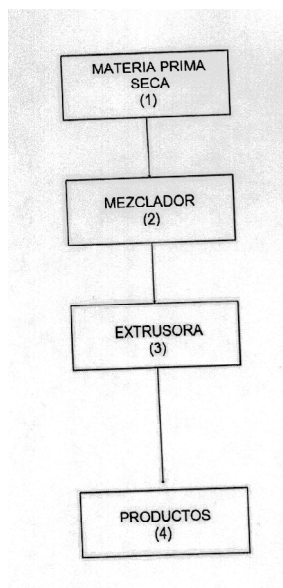 MATERIA PRIMA
SECA
(1)
MEZCLADOR
(2)
EXTRUSORA
(3)
PRODUCTOS
(4)